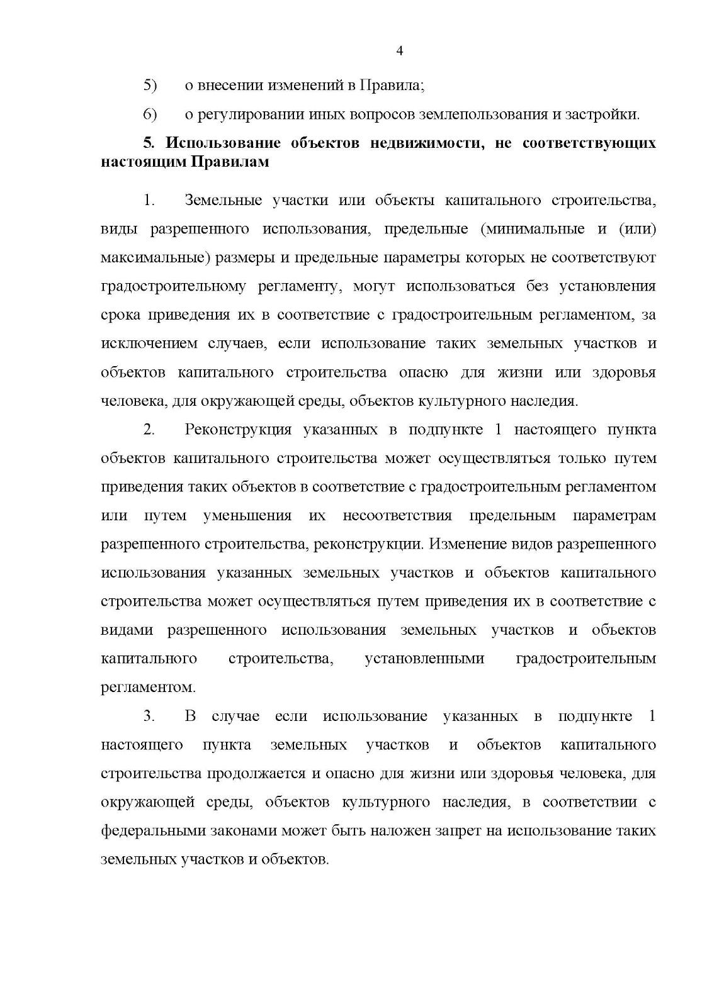 4
5) о внесении изменений в Правила;
6) о регулировании иных вопросов землепользования и застройки.
5. Использование объектов недвижимости, не соответствующих
настоящим Правилам
1. Земельные участки или объекты капитального строительства,
виды разрешенного использования, предельные (минимальные и (или)
максимальные) размеры и предельные параметры которых не соответствуют
градостроительному регламенту, могут использоваться без установления
срока приведения их в соответствие с градостроительным регламентом, за
исключением случаев, если использование таких земельных участков и
объектов капитального строительства опасно для жизни или здоровья
человека, для окружающей среды, объектов культурного наследия.
2. Реконструкция указанных в подпункте 1 настоящего пункта
объектов капитального строительства может осуществляться только путем
приведения таких объектов в соответствие с градостроительным регламентом
или путем уменьшения их несоответствия предельным параметрам
разрешенного строительства, реконструкции. Изменение видов разрешенного
использования указанных земельных участков и объектов капитального
строительства может осуществляться путем приведения их в соответствие с
видами разрешенного использования земельных участков и объектов
капитального строительства, установленными градостроительным
регламентом.
3. В случае если использование указанных в подпункте 1
настоящего пункта земельных участков и объектов капитального
строительства продолжается и опасно для жизни или здоровья человека, для
окружающей среды, объектов культурного наследия, в соответствии с
федеральными законами может быть наложен запрет на использование таких
земельных участков и объектов.